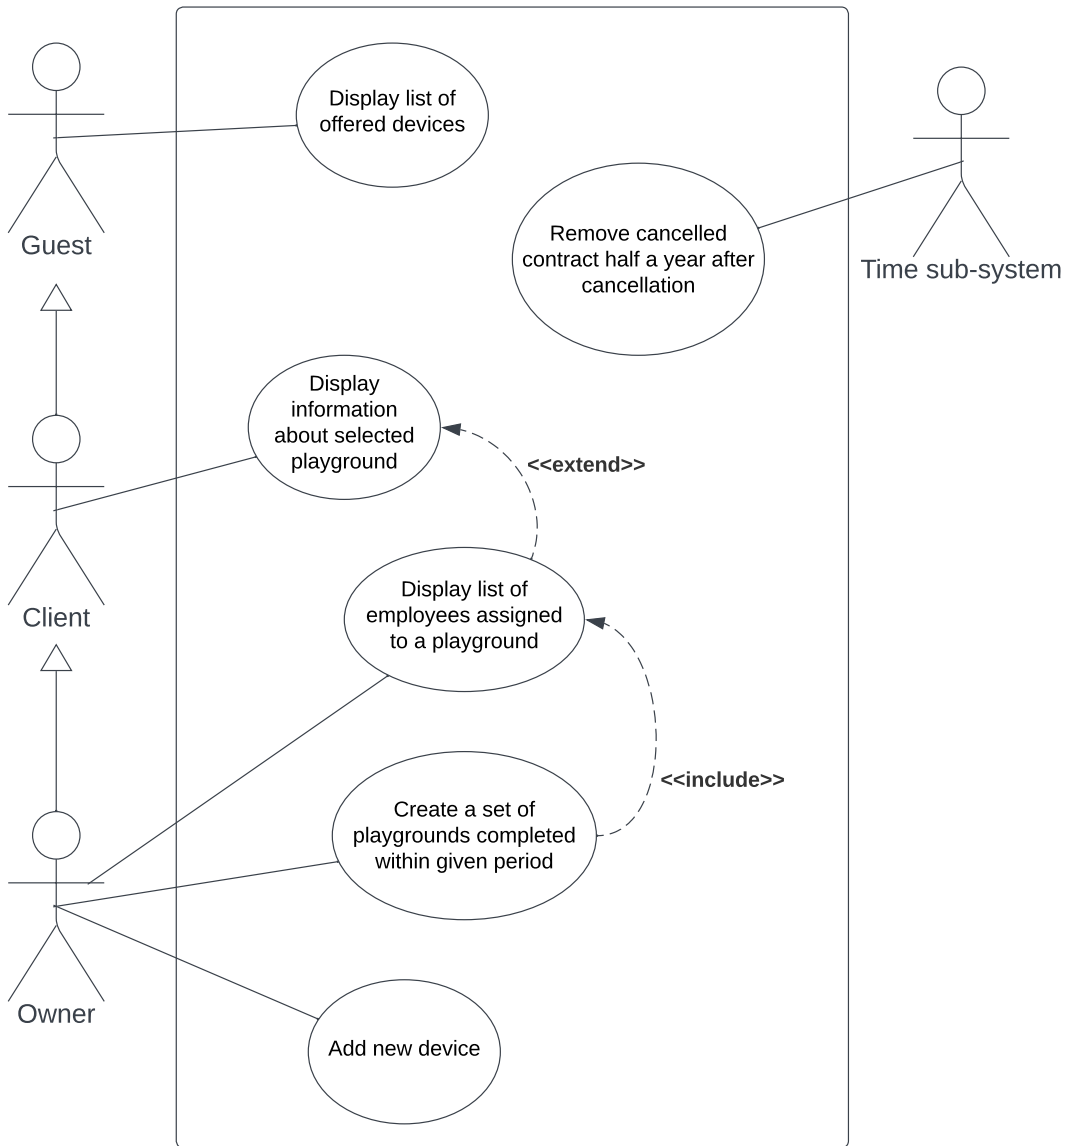 Display list of
offered devices
Guest
Remove cancelled
contract half a year after
cancellation
Time sub-system
Display
information
about selected
playground
<<extend>>
Client
Display list of
employees assigned
to a playground
<<include>>
Create a set of
playgrounds completed
within given period
Owner
Add new device